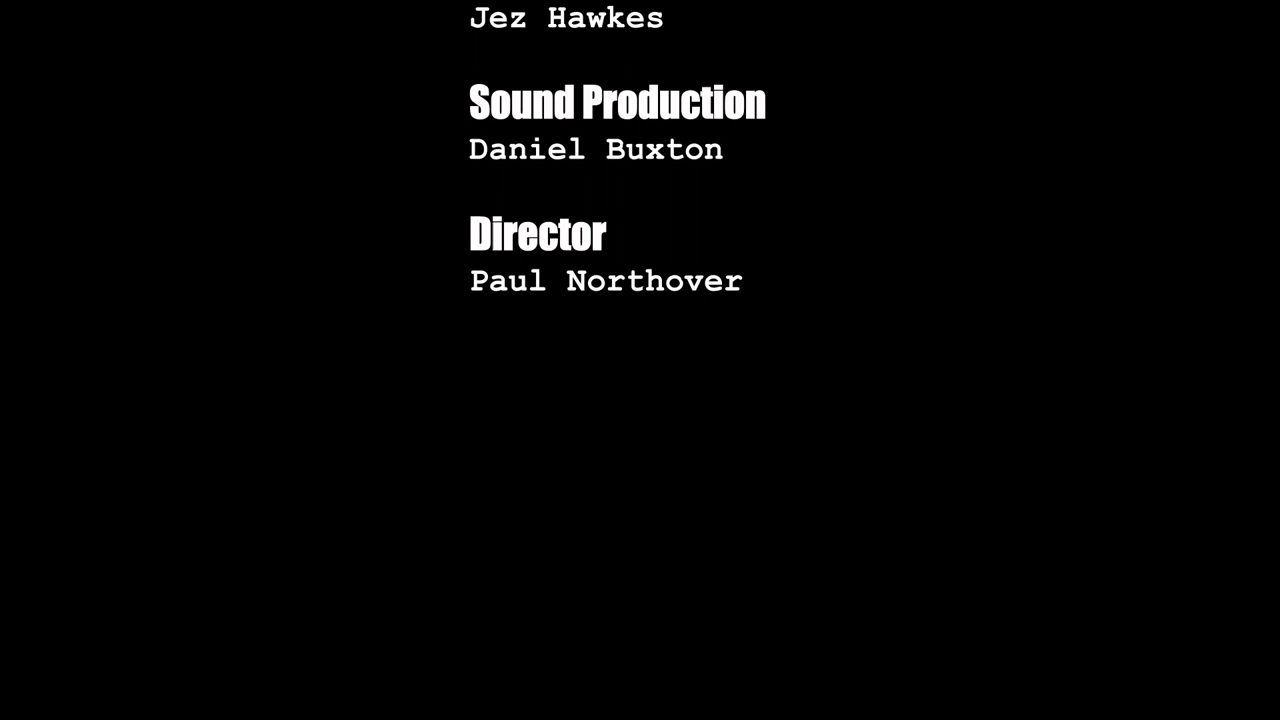 Jez Hawkes
Sound Production
Daniel Buxton
Director
Paul Northover